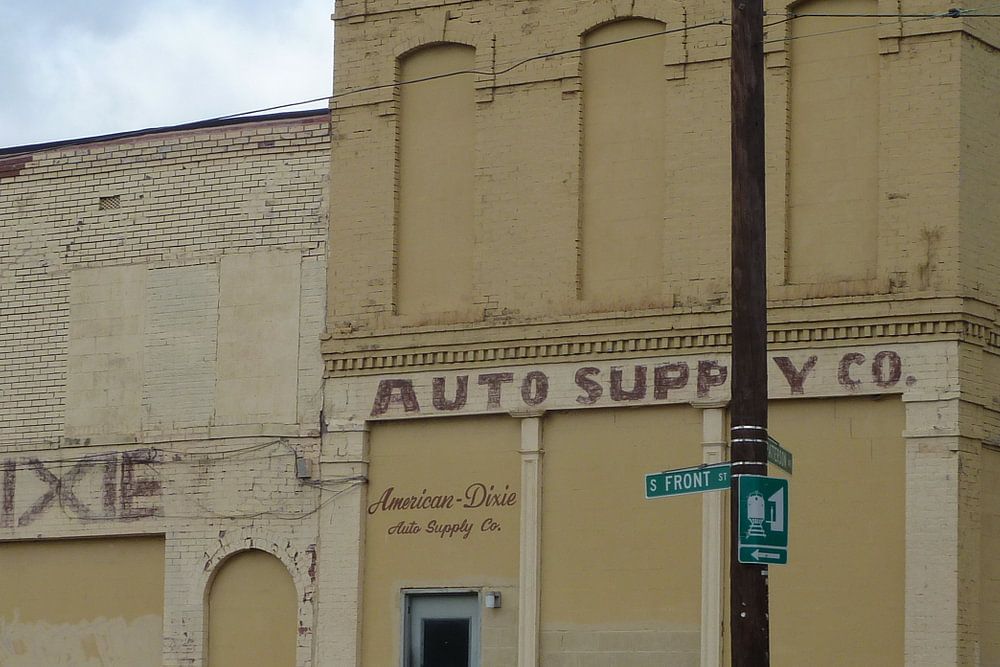 AUTO SUPP Y CO.
IXIE
American-Dixie
Auto Supply Co.
S FRONT ST